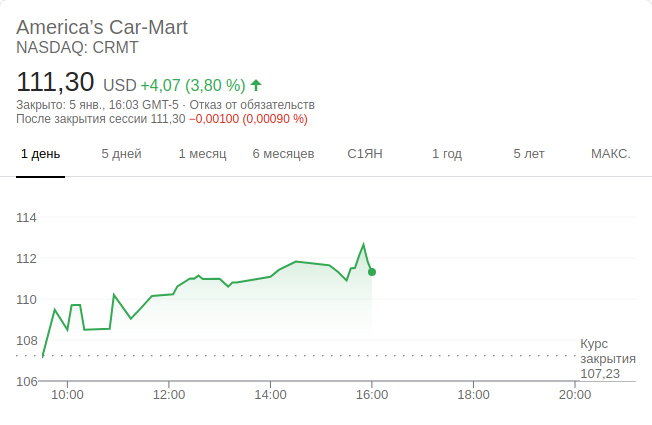 America’s Car-Mart
NASDAQ: CRMT
111,30 USD +4,07 (3,80 %)
Закрыто: 5 янв., 16:03 GMT-5 · Отказ от обязательств
После закрытия сессии 111,30 −0,00100 (0,00090 %)
1 день 5 дней 1 месяц 6 месяцев С1ЯН 1 год 5 лет МАКС.
114
112
110
108
Курс
закрытия
107,23
106
10:00 12:00 14:00 16:00 18:00 20:00